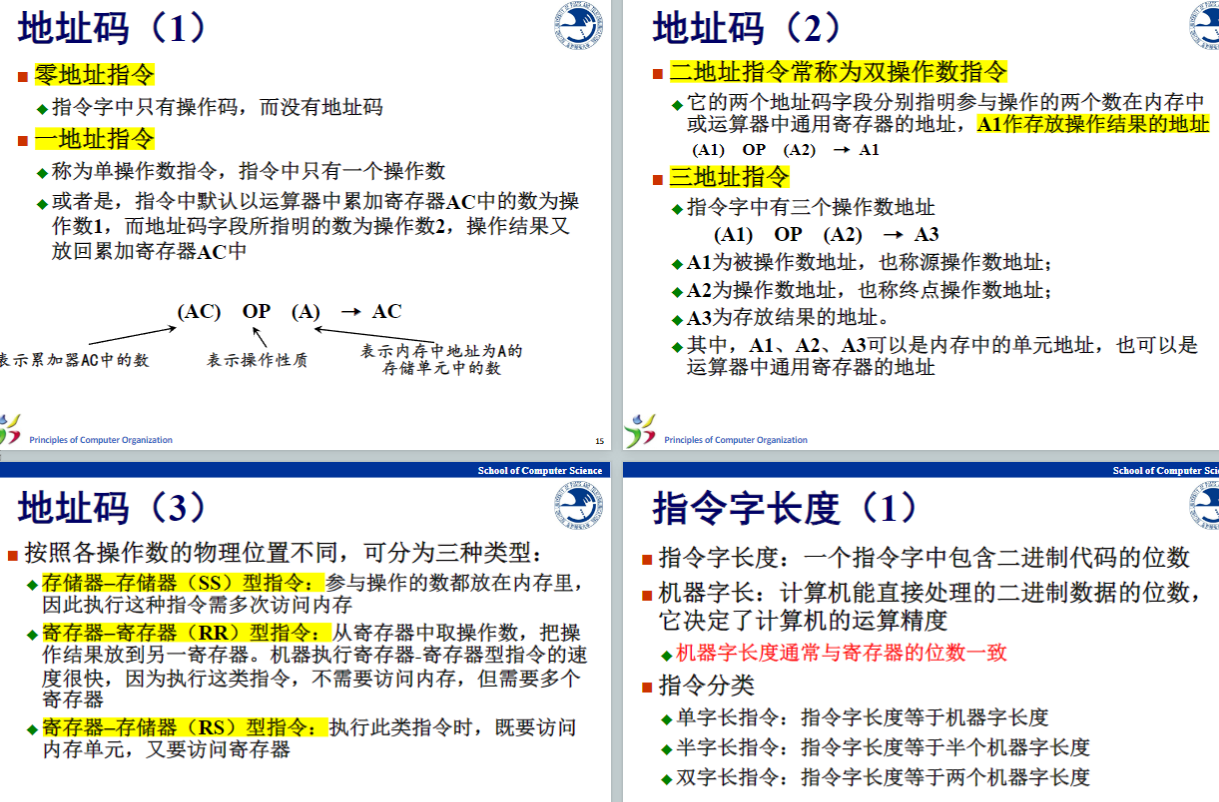 地址码（1）
■ 零地址指令
◆ 指令字中只有操作码，而没有地址码
■ 一地址指令
◆ 称为单操作数指令，指令中只有一个操作数
◆ 或者是，指令中默认以运算器中累加寄存器AC中的数为操
作数1，而地址码字段所指明的数为操作数2，操作结果又
放回累加寄存器AC中
(AC) OP (A) → AC
表示累加器AC中的数
表示操作性质
表示内存中地址为A的
存储单元中的数
Principles of Computer Organization
15
地址码（2）
■ 二地址指令常称为双操作数指令
◆ 它的两个地址码字段分别指明参与操作的两个数在内存中
或运算器中通用寄存器的地址，A1作存放操作结果的地址
(A1) OP (A2) → A1
■ 三地址指令
◆ 指令字中有三个操作数地址
(A1) OP (A2) → A3
◆ A1为被操作数地址，也称源操作数地址；
◆ A2为操作数地址，也称终点操作数地址；
◆ A3为存放结果的地址。
◆ 其中，A1、A2、A3可以是内存中的单元地址，也可以是
运算器中通用寄存器的地址
Principles of Computer Organization
School of Computer Science
地址码（3）
■ 按照各操作数的物理位置不同，可分为三种类型：
◆ 存储器–存储器（SS）型指令：参与操作的数都放在内存里，
因此执行这种指令需多次访问内存
◆ 寄存器–寄存器（RR）型指令：从寄存器中取操作数，把操
作结果放到另一寄存器。机器执行寄存器-寄存器型指令的速
度很快，因为执行这类指令，不需要访问内存，但需要多个
寄存器
◆ 寄存器–存储器（RS）型指令：执行此类指令时，既要访问
内存单元，又要访问寄存器
School of Computer Sci
指令字长度（1）
■ 指令字长度：一个指令字中包含二进制代码的位数
■ 机器字长：计算机能直接处理的二进制数据的位数，
它决定了计算机的运算精度
◆ 机器字长度通常与寄存器的位数一致
■ 指令分类
◆ 单字长指令：指令字长度等于机器字长度
◆ 半字长指令：指令字长度等于半个机器字长度
◆ 双字长指令：指令字长度等于两个机器字长度